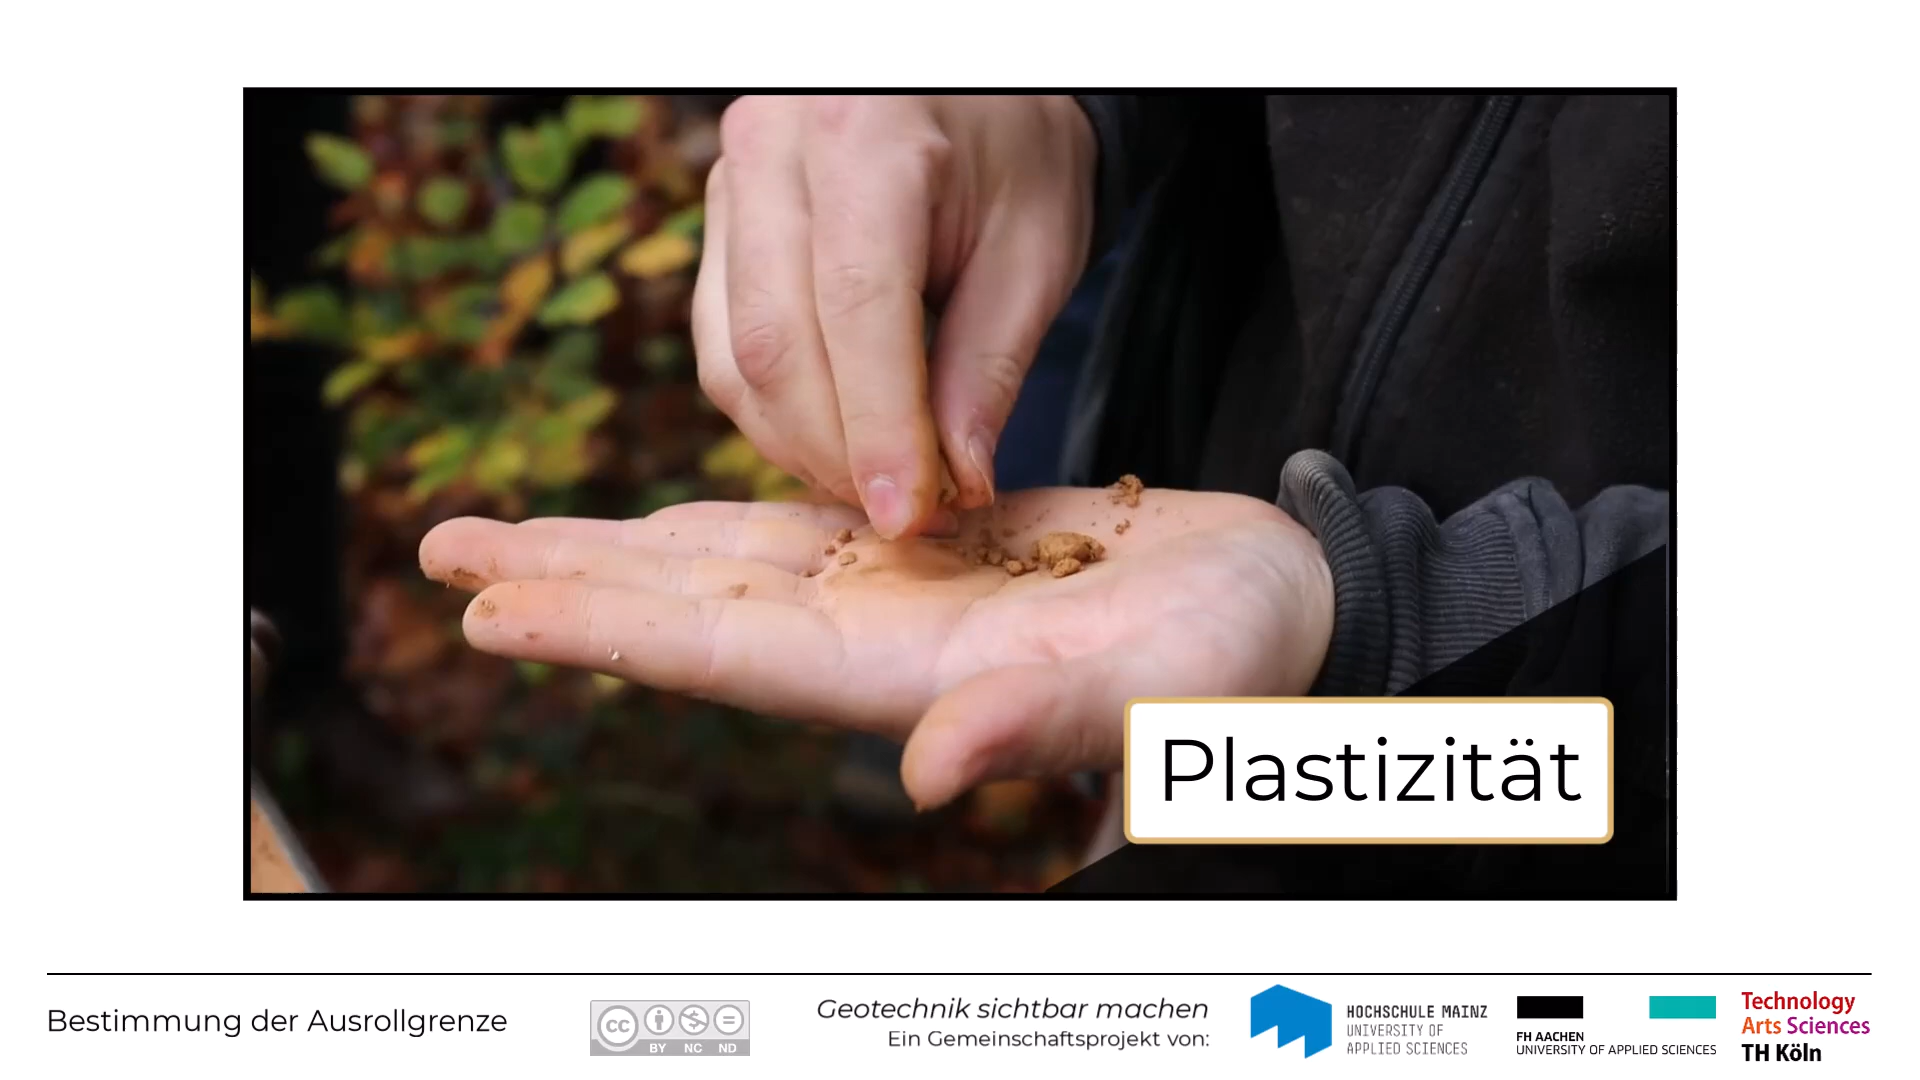 Plastizität
Bestimmung der Ausrollgrenze
cc
BY NC ND
Geotechnik sichtbar machen
Ein Gemeinschaftsprojekt von:
HOCHSCHULE MAINZ
UNIVERSITY OF
APPLIED SCIENCES
FH AACHEN
UNIVERSITY OF APPLIED SCIENCES
Technology
Arts Sciences
TH Köln